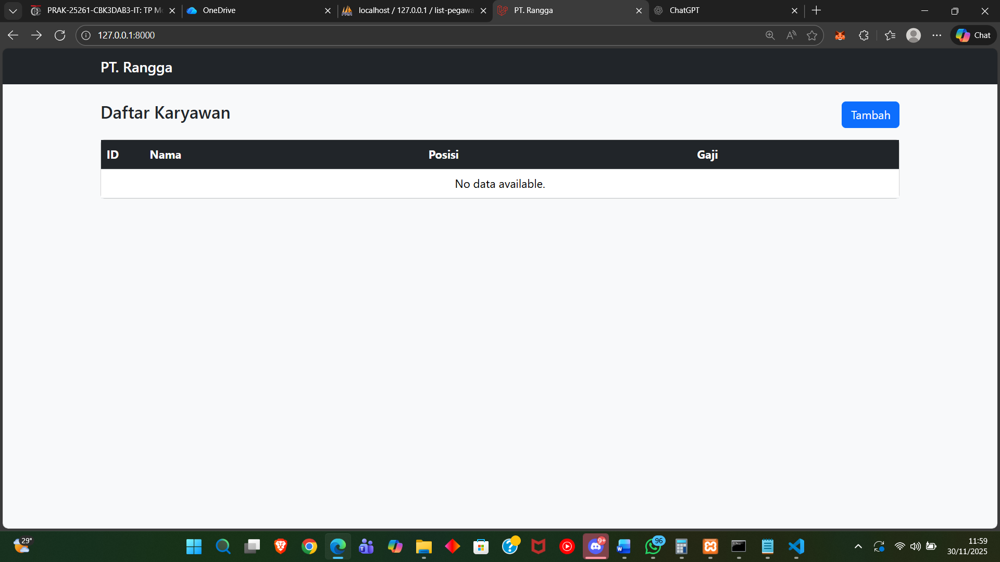 PRAK-25261-CBK3DAB3-IT: TP Mo
OneDrive
localhost / 127.0.0.1 / list-pegawa
PT. Rangga
ChatGPT
127.0.0.1:8000
Chat
PT. Rangga
Daftar Karyawan
Tambah
ID Nama Posisi Gaji
No data available.
29°
9+
96
11:59
30/11/2025